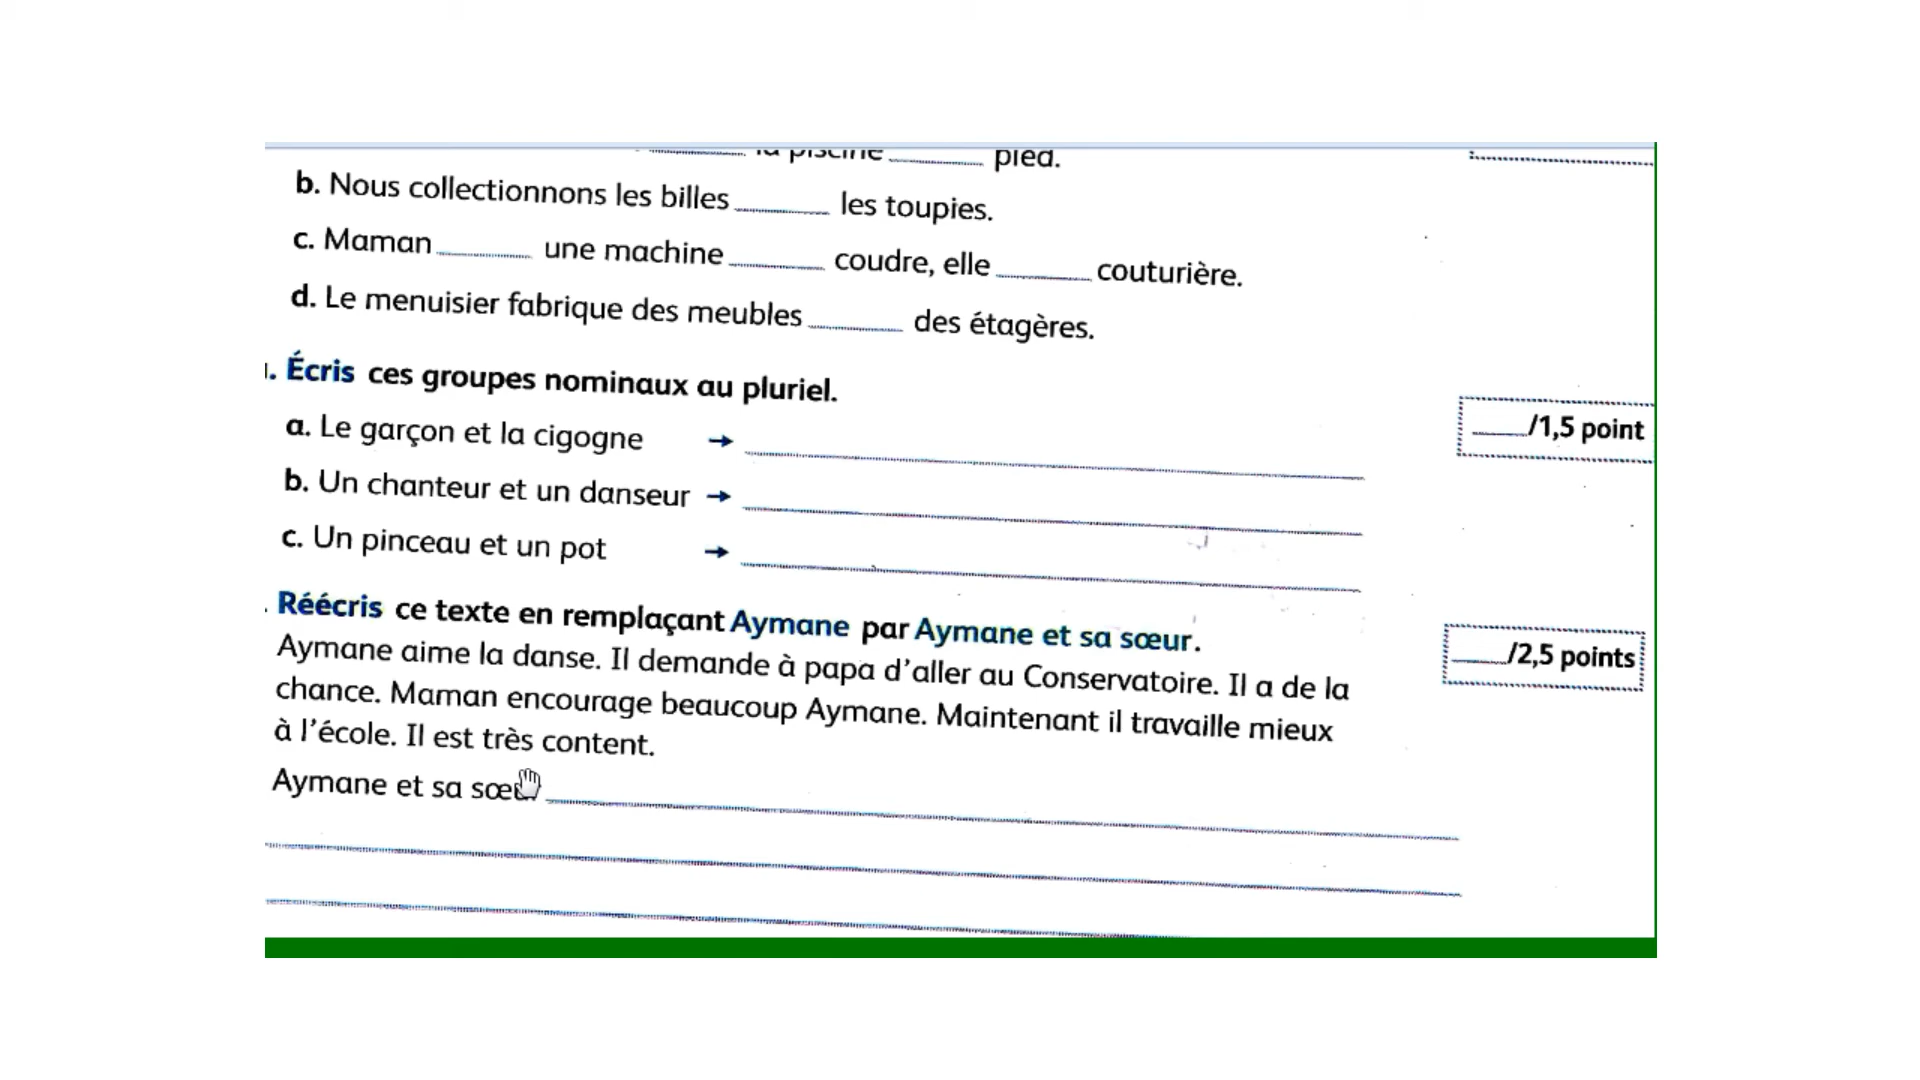 la piscine ______ pied.
b. Nous collectionnons les billes ______ les toupies.
c. Maman ______ une machine ______ coudre, elle ______ couturière.
d. Le menuisier fabrique des meubles ______ des étagères.
. Écris ces groupes nominaux au pluriel.
____/1,5 point
a. Le garçon et la cigogne →
b. Un chanteur et un danseur →
c. Un pinceau et un pot →
. Réécris ce texte en remplaçant Aymane par Aymane et sa sœur.
____/2,5 points
Aymane aime la danse. Il demande à papa d'aller au Conservatoire. Il a de la
chance. Maman encourage beaucoup Aymane. Maintenant il travaille mieux
à l'école. Il est très content.
Aymane et sa